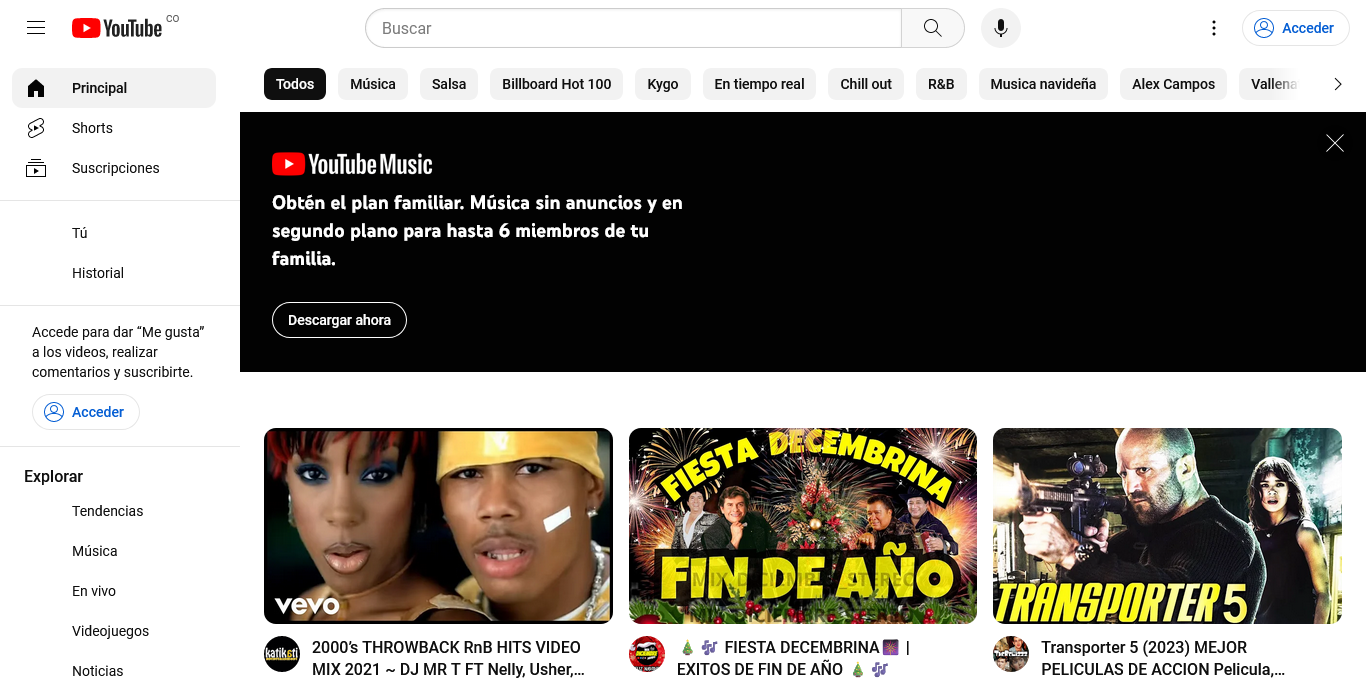 YouTube CO
Buscar
Acceder
Principal
Shorts
Suscripciones
Tú
Historial
Accede para dar “Me gusta”
a los videos, realizar
comentarios y suscribirte.
Acceder
Explorar
Tendencias
Música
En vivo
Videojuegos
Noticias
Todos
Música
Salsa
Billboard Hot 100
Kygo
En tiempo real
Chill out
R&B
Musica navideña
Alex Campos
Vallena
YouTube Music
Obtén el plan familiar. Música sin anuncios y en
segundo plano para hasta 6 miembros de tu
familia.
Descargar ahora
vevo
katikati
2000’s THROWBACK RnB HITS VIDEO
MIX 2021 ~ DJ MR T FT Nelly, Usher,...
FIESTA DECEMBRINA
FIN DE AÑO
🎄 🎶 FIESTA DECEMBRINA🎆 |
EXITOS DE FIN DE AÑO 🎄 🎶
TRANSPORTER 5
Transporter 5 (2023) MEJOR
PELICULAS DE ACCION Pelicula,...